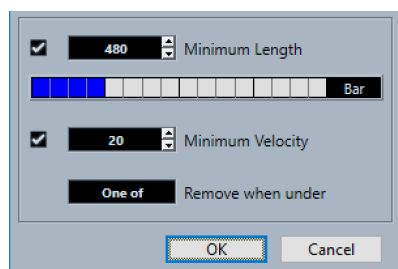 480 Minimum Length
Bar
20 Minimum Velocity
One of Remove when under
OK Cancel